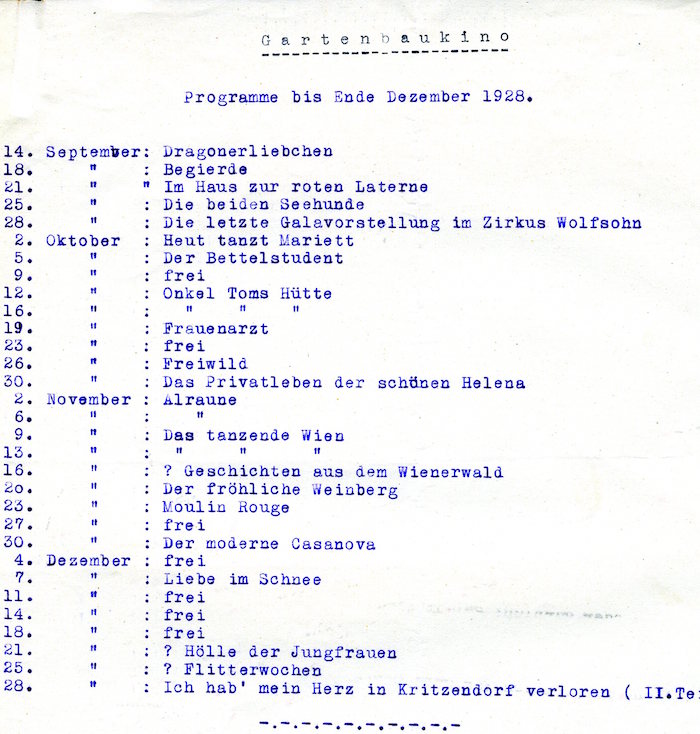 Gartenbaukino
Programme bis Ende Dezember 1928.
14. September: Dragonerliebchen
18. " : Begierde
21. " " Im Haus zur roten Laterne
25. " : Die beiden Seehunde
28. " : Die letzte Galavorstellung im Zirkus Wolfsohn
2. Oktober : Heut tanzt Mariett
5. " : Der Bettelstudent
9. " : frei
12. " : Onkel Toms Hütte
16. " : " " "
19. " : Frauenarzt
23. " : frei
26. " : Freiwild
30. " : Das Privatleben der schönen Helena
2. November : Alraune
6. " : "
9. " : Das tanzende Wien
13. " : " " "
16. " : ? Geschichten aus dem Wienerwald
20. " : Der fröhliche Weinberg
23. " : Moulin Rouge
27. " : frei
30. " : Der moderne Casanova
4. Dezember : frei
7. " : Liebe im Schnee
11. " : frei
14. " : frei
18. " : frei
21. " : ? Hölle der Jungfrauen
25. " : ? Flitterwochen
28. " : Ich hab' mein Herz in Kritzendorf verloren ( II.Te
-.-.-.-.-.-.-.-.-.-